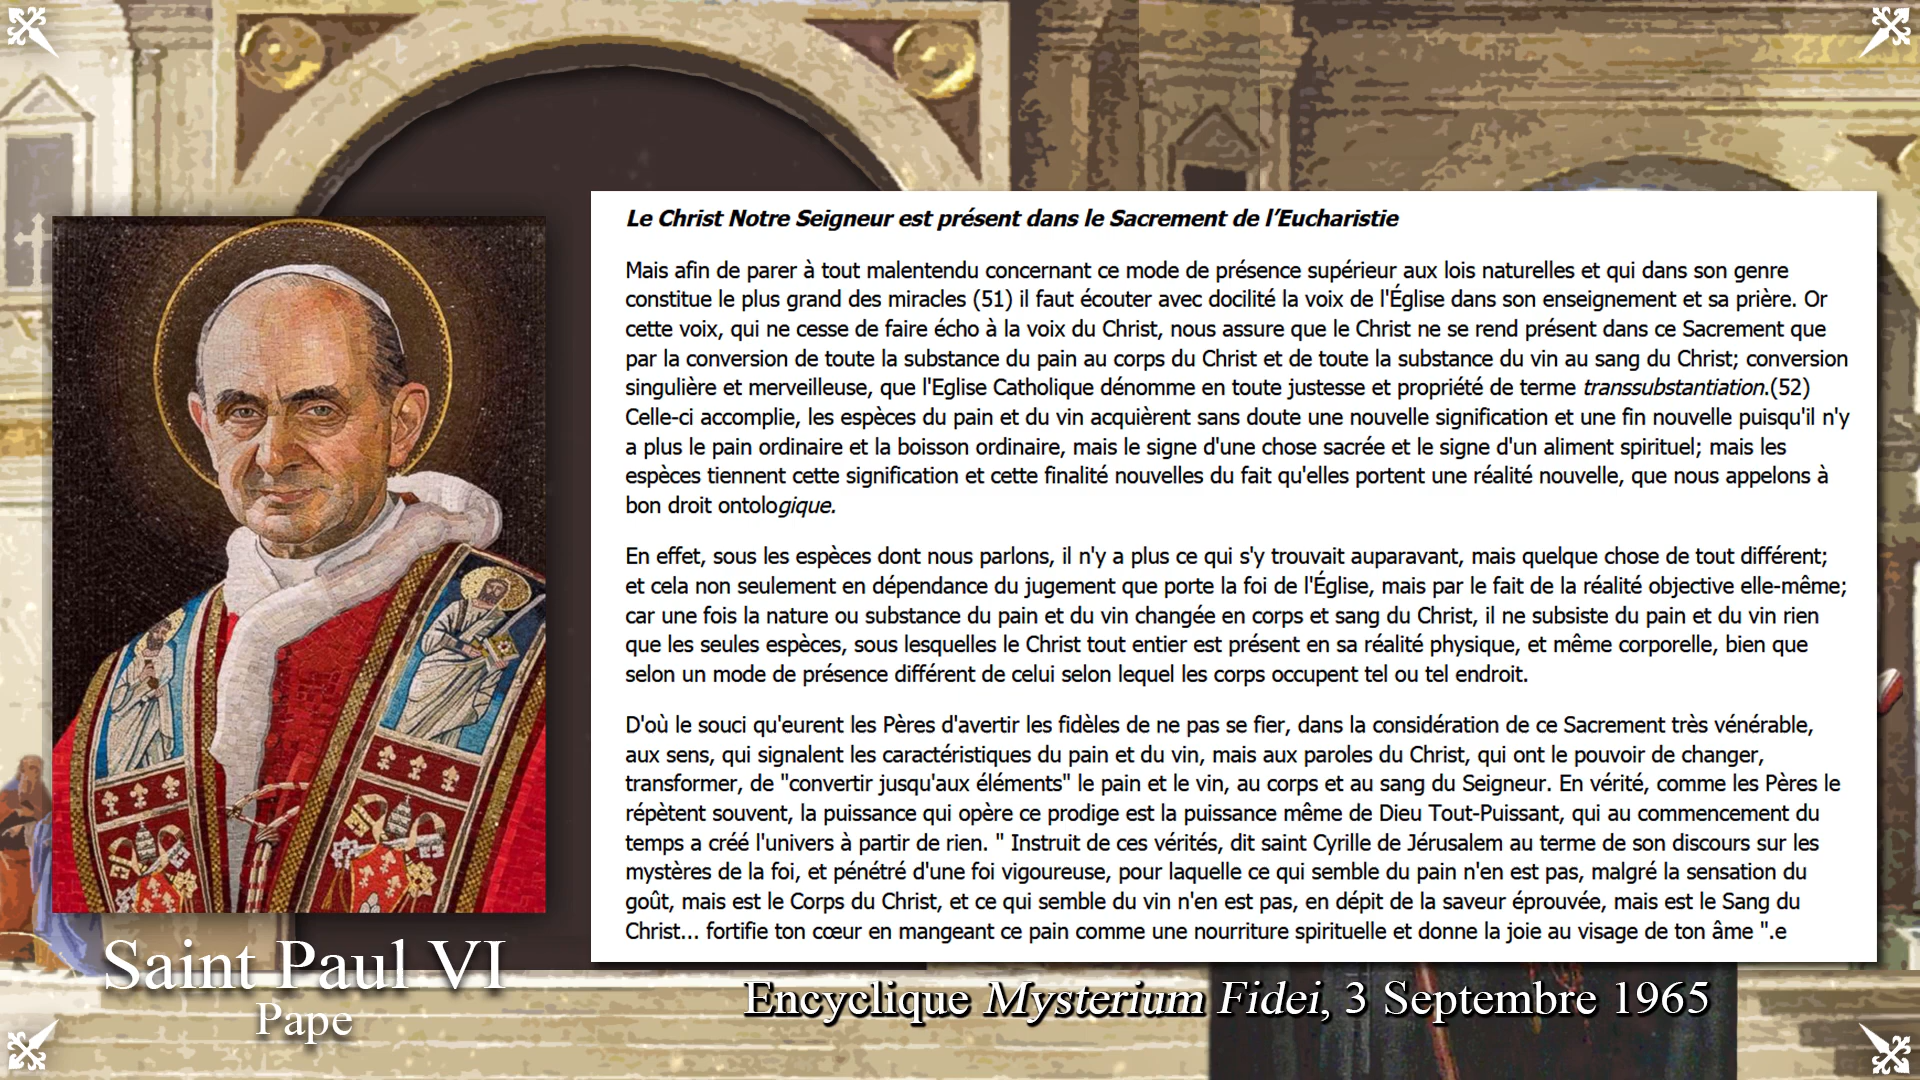 Le Christ Notre Seigneur est présent dans le Sacrement de l’Eucharistie
Mais afin de parer à tout malentendu concernant ce mode de présence supérieur aux lois naturelles et qui dans son genre
constitue le plus grand des miracles (51) il faut écouter avec docilité la voix de l'Église dans son enseignement et sa prière. Or
cette voix, qui ne cesse de faire écho à la voix du Christ, nous assure que le Christ ne se rend présent dans ce Sacrement que
par la conversion de toute la substance du pain au corps du Christ et de toute la substance du vin au sang du Christ; conversion
singulière et merveilleuse, que l'Eglise Catholique dénomme en toute justesse et propriété de terme transsubstantiation.(52)
Celle-ci accomplie, les espèces du pain et du vin acquièrent sans doute une nouvelle signification et une fin nouvelle puisqu'il n'y
a plus le pain ordinaire et la boisson ordinaire, mais le signe d'une chose sacrée et le signe d'un aliment spirituel; mais les
espèces tiennent cette signification et cette finalité nouvelles du fait qu'elles portent une réalité nouvelle, que nous appelons à
bon droit ontologique.
En effet, sous les espèces dont nous parlons, il n'y a plus ce qui s'y trouvait auparavant, mais quelque chose de tout différent;
et cela non seulement en dépendance du jugement que porte la foi de l'Église, mais par le fait de la réalité objective elle-même;
car une fois la nature ou substance du pain et du vin changée en corps et sang du Christ, il ne subsiste du pain et du vin rien
que les seules espèces, sous lesquelles le Christ tout entier est présent en sa réalité physique, et même corporelle, bien que
selon un mode de présence différent de celui selon lequel les corps occupent tel ou tel endroit.
D'où le souci qu'eurent les Pères d'avertir les fidèles de ne pas se fier, dans la considération de ce Sacrement très vénérable,
aux sens, qui signalent les caractéristiques du pain et du vin, mais aux paroles du Christ, qui ont le pouvoir de changer,
transformer, de "convertir jusqu'aux éléments" le pain et le vin, au corps et au sang du Seigneur. En vérité, comme les Pères le
répètent souvent, la puissance qui opère ce prodige est la puissance même de Dieu Tout-Puissant, qui au commencement du
temps a créé l'univers à partir de rien. " Instruit de ces vérités, dit saint Cyrille de Jérusalem au terme de son discours sur les
mystères de la foi, et pénétré d'une foi vigoureuse, pour laquelle ce qui semble du pain n'en est pas, malgré la sensation du
goût, mais est le Corps du Christ, et ce qui semble du vin n'en est pas, en dépit de la saveur éprouvée, mais est le Sang du
Christ... fortifie ton cœur en mangeant ce pain comme une nourriture spirituelle et donne la joie au visage de ton âme ".e
Saint Paul VI
Pape
Encyclique Mysterium Fidei, 3 Septembre 1965